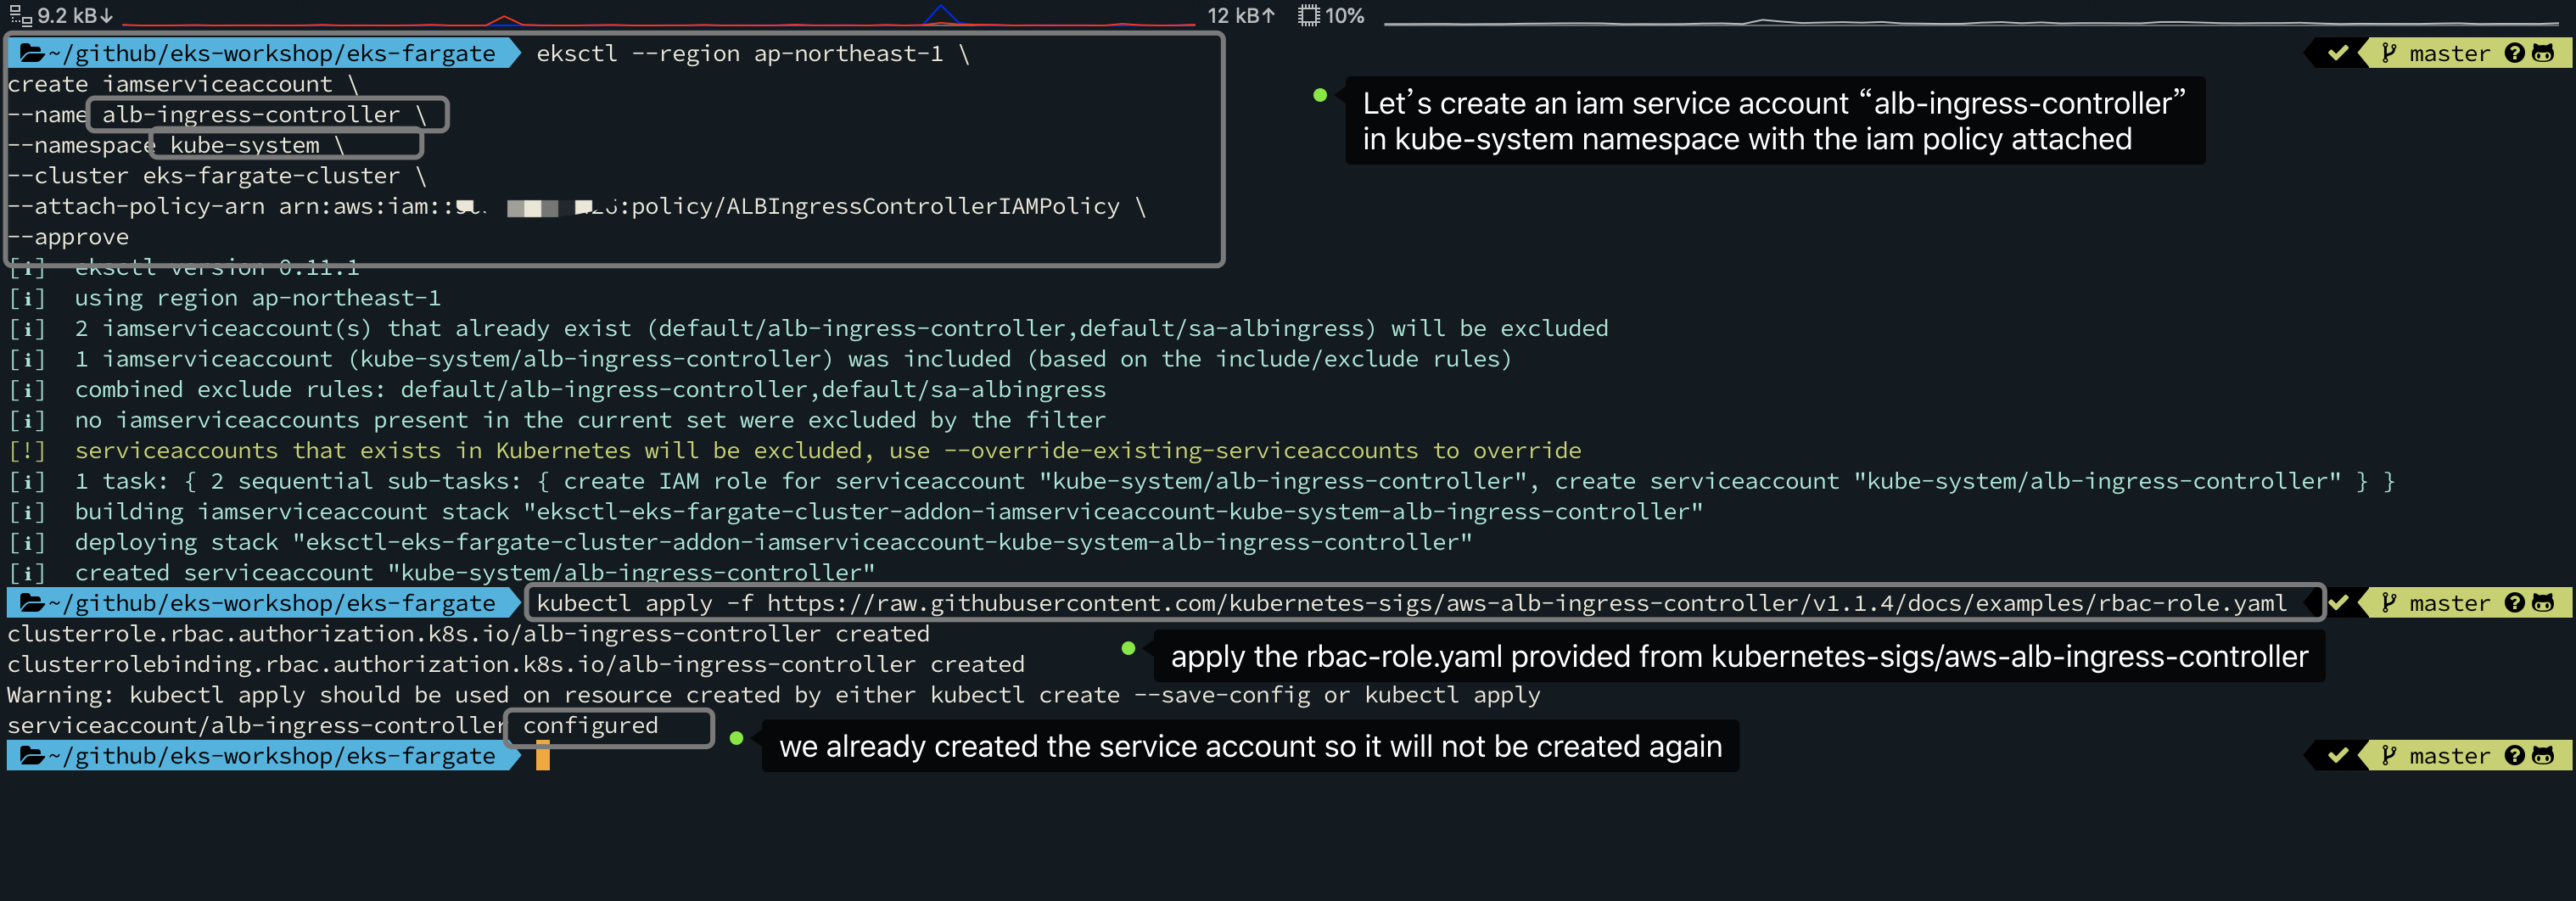 9.2 kB↓ 12 kB↑ 10%
~/github/eks-workshop/eks-fargate eksctl --region ap-northeast-1 \ master
create iamserviceaccount \
--name alb-ingress-controller \
--namespace kube-system \
--cluster eks-fargate-cluster \
--attach-policy-arn arn:aws:iam:: :policy/ALBIngressControllerIAMPolicy \
--approve
Let's create an iam service account “alb-ingress-controller”
in kube-system namespace with the iam policy attached
[i] eksctl version 0.11.1
[i] using region ap-northeast-1
[i] 2 iamserviceaccount(s) that already exist (default/alb-ingress-controller,default/sa-albingress) will be excluded
[i] 1 iamserviceaccount (kube-system/alb-ingress-controller) was included (based on the include/exclude rules)
[i] combined exclude rules: default/alb-ingress-controller,default/sa-albingress
[i] no iamserviceaccounts present in the current set were excluded by the filter
[!] serviceaccounts that exists in Kubernetes will be excluded, use --override-existing-serviceaccounts to override
[i] 1 task: { 2 sequential sub-tasks: { create IAM role for serviceaccount "kube-system/alb-ingress-controller", create serviceaccount "kube-system/alb-ingress-controller" } }
[i] building iamserviceaccount stack "eksctl-eks-fargate-cluster-addon-iamserviceaccount-kube-system-alb-ingress-controller"
[i] deploying stack "eksctl-eks-fargate-cluster-addon-iamserviceaccount-kube-system-alb-ingress-controller"
[i] created serviceaccount "kube-system/alb-ingress-controller"
~/github/eks-workshop/eks-fargate kubectl apply -f https://raw.githubusercontent.com/kubernetes-sigs/aws-alb-ingress-controller/v1.1.4/docs/examples/rbac-role.yaml master
clusterrole.rbac.authorization.k8s.io/alb-ingress-controller created
clusterrolebinding.rbac.authorization.k8s.io/alb-ingress-controller created
apply the rbac-role.yaml provided from kubernetes-sigs/aws-alb-ingress-controller
Warning: kubectl apply should be used on resource created by either kubectl create --save-config or kubectl apply
serviceaccount/alb-ingress-controller configured
we already created the service account so it will not be created again
~/github/eks-workshop/eks-fargate master